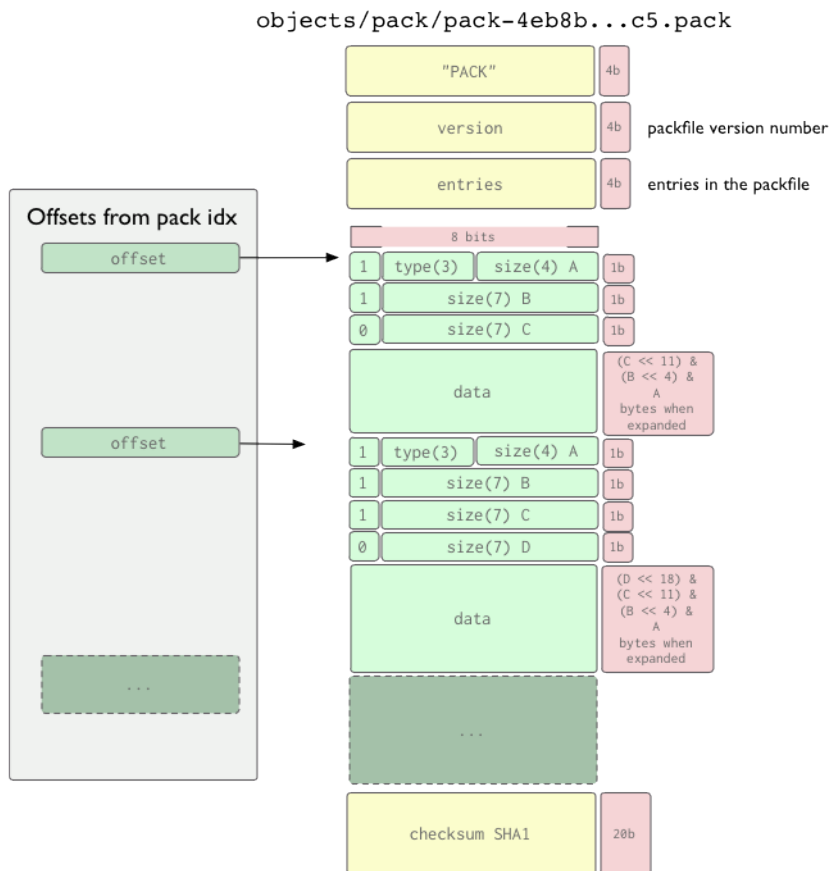 objects/pack/pack-4eb8b...c5.pack
"PACK" 4b
version 4b packfile version number
entries 4b entries in the packfile
Offsets from pack idx
8 bits
offset
1 type(3) size(4) A 1b
1 size(7) B 1b
0 size(7) C 1b
data
(C << 11) &
(B << 4) &
A
bytes when
expanded
offset
1 type(3) size(4) A 1b
1 size(7) B 1b
1 size(7) C 1b
0 size(7) D 1b
data
(D << 18) &
(C << 11) &
(B << 4) &
A
bytes when
expanded
...
...
checksum SHA1 20b